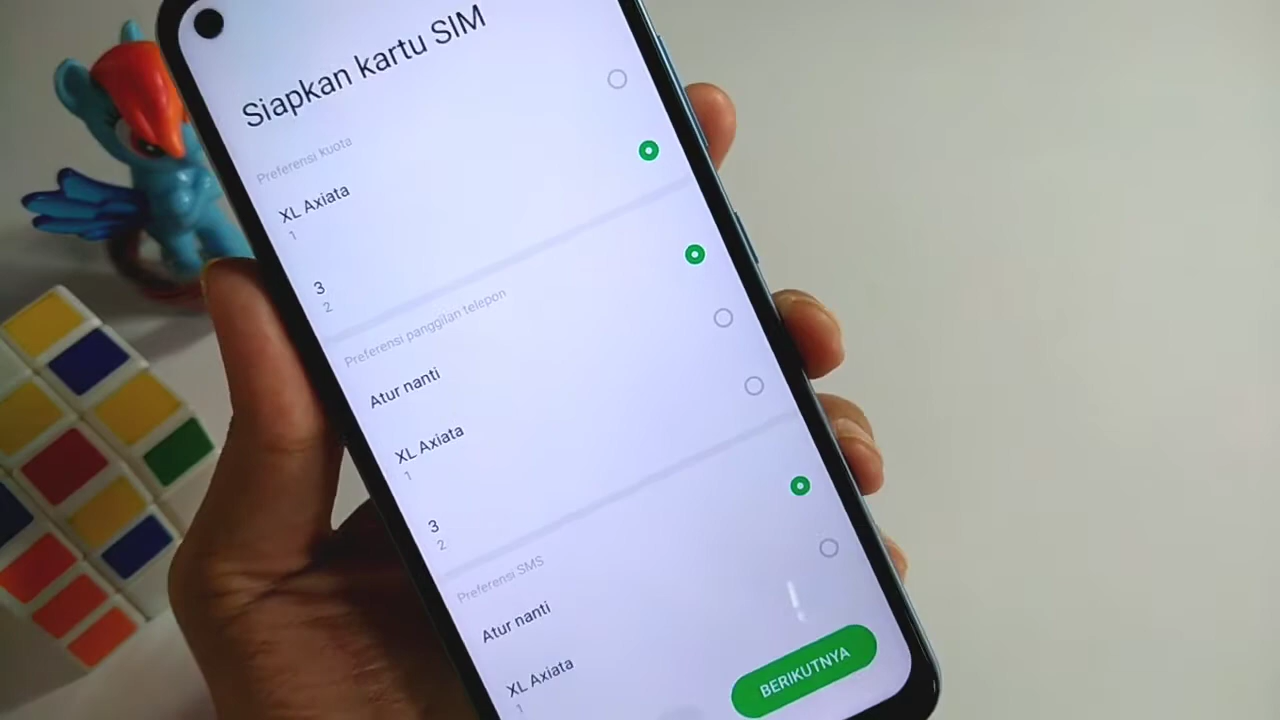 Siapkan kartu SIM
Preferensi kuota
XL Axiata
1
3
2
Preferensi panggilan telepon
Atur nanti
XL Axiata
1
3
2
Preferensi SMS
Atur nanti
XL Axiata
1
BERIKUTNYA